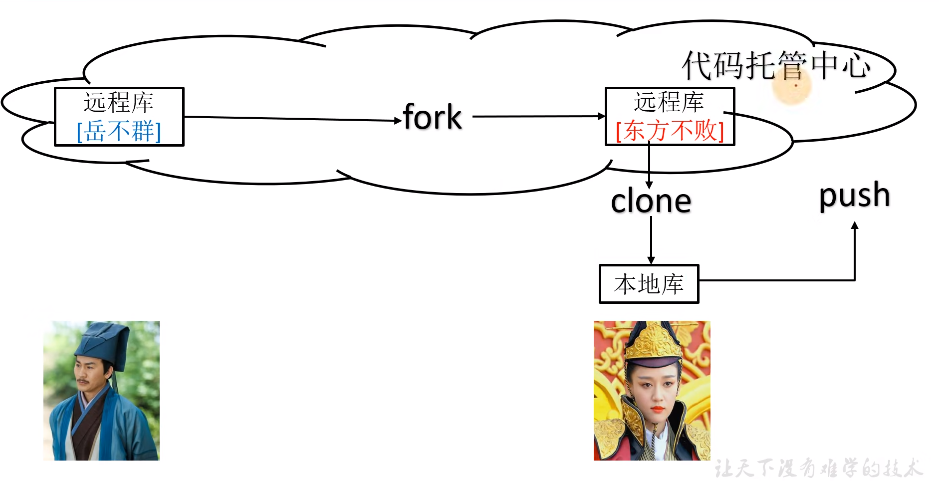 代码托管中心
远程库
[岳不群]
fork
远程库
[东方不败]
clone
push
本地库
让天下没有难学的技术